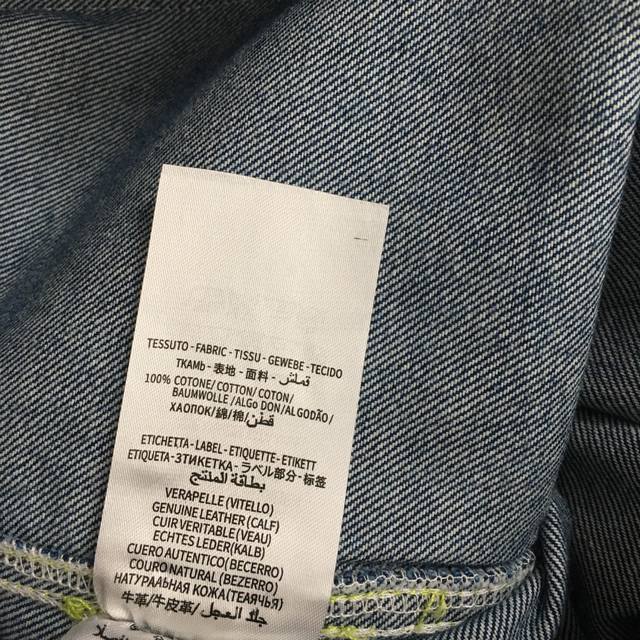 TESSUTO - FABRIC - TISSU - GEWEBE - TECIDO
TKAMb - 表地 - 面料 - قماش
100% COTONE/ COTTON/ COTON/
BAUMWOLLE /ALGo DON/ALGODÃO/
ХАОПОК/綿/棉/ قطن
ETICHETTA - LABEL - ETIQUETTE - ETIKETT
ETIQUETA - ЭТИКЕТКА - ラベル部分 - 标签
بطاقة المنتج
VERAPELLE (VITELLO)
GENUINE LEATHER (CALF)
CUIR VERITABLE (VEAU)
ECHTES LEDER(KALB)
CUERO AUTENTICO (BECERRO)
COURO NATURAL (BEZERRO)
НАТУРАЛЬНАЯ КОЖА (ТЕАЯЧЬЯ)
牛革/牛皮革/ جلد العجل